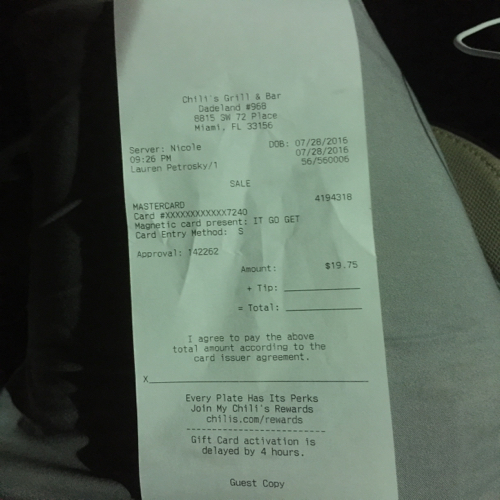 Chili's Grill & Bar
Dadeland #968
8815 SW 72 Place
Miami, FL 33156
Server: Nicole DOB: 07/28/2016
09:26 PM 07/28/2016
Lauren Petrosky/1 56/560006
SALE
MASTERCARD 4194318
Card #XXXXXXXXXXXX7240
Magnetic card present: IT GO GET
Card Entry Method: S
Approval: 142262
Amount: $19.75
+ Tip:
= Total:
I agree to pay the above
total amount according to the
card issuer agreement.
X
Every Plate Has Its Perks
Join My Chili's Rewards
chilis.com/rewards
Gift Card activation is
delayed by 4 hours.
Guest Copy